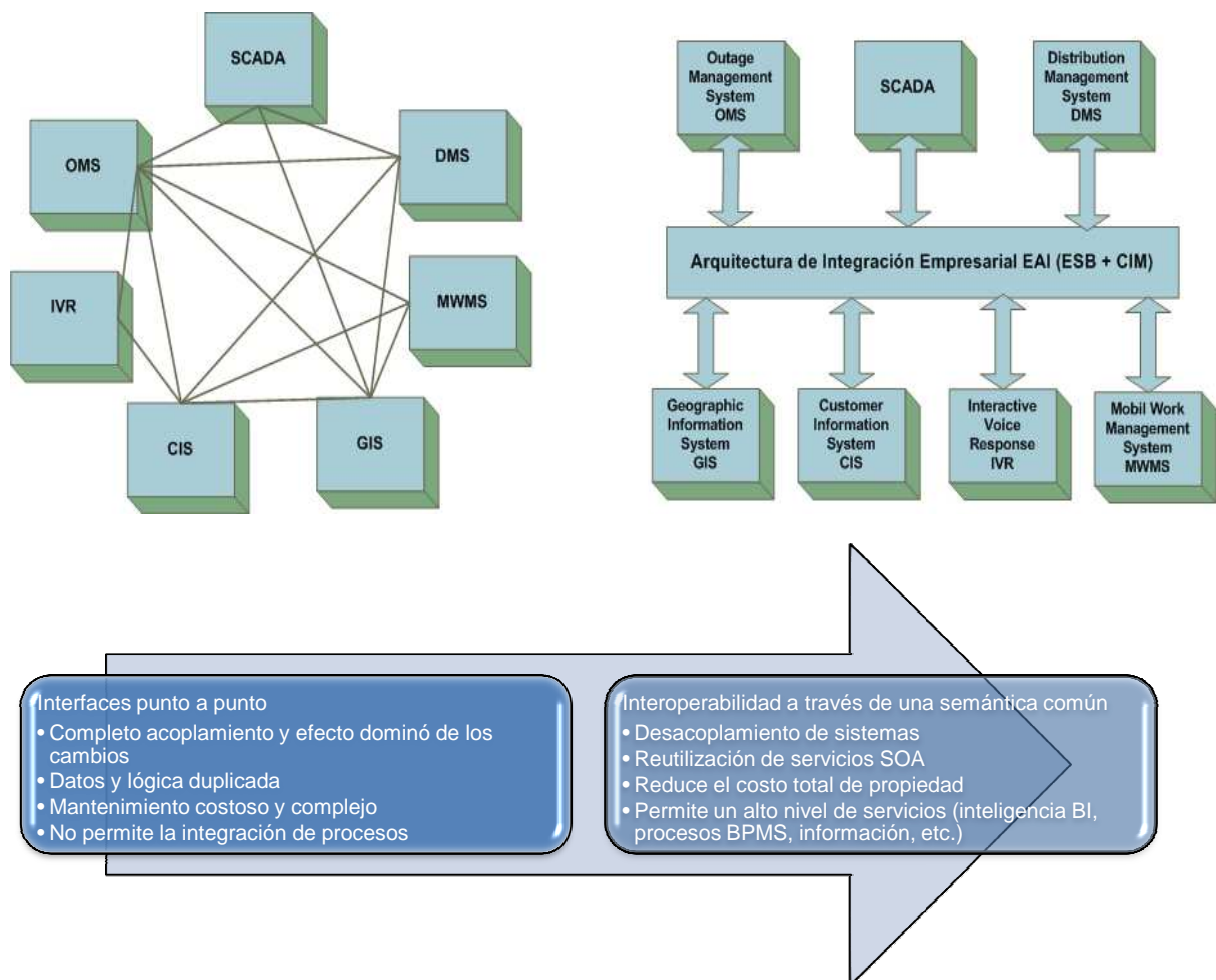 SCADA
OMS
DMS
IVR
MWMS
CIS
GIS
Outage
Management
System
OMS
SCADA
Distribution
Management
System
DMS
Arquitectura de Integración Empresarial EAI (ESB + CIM)
Geographic
Information
System
GIS
Customer
Information
System
CIS
Interactive
Voice
Response
IVR
Mobil Work
Management
System
MWMS
Interfaces punto a punto
• Completo acoplamiento y efecto dominó de los
cambios
• Datos y lógica duplicada
• Mantenimiento costoso y complejo
• No permite la integración de procesos
Interoperabilidad a través de una semántica común
• Desacoplamiento de sistemas
• Reutilización de servicios SOA
• Reduce el costo total de propiedad
• Permite un alto nivel de servicios (inteligencia BI,
procesos BPMS, información, etc.)